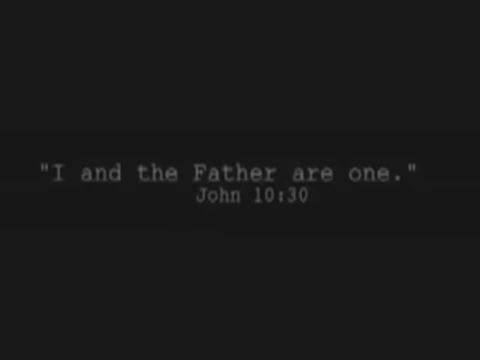 "I and the Father are one."
John 10:30